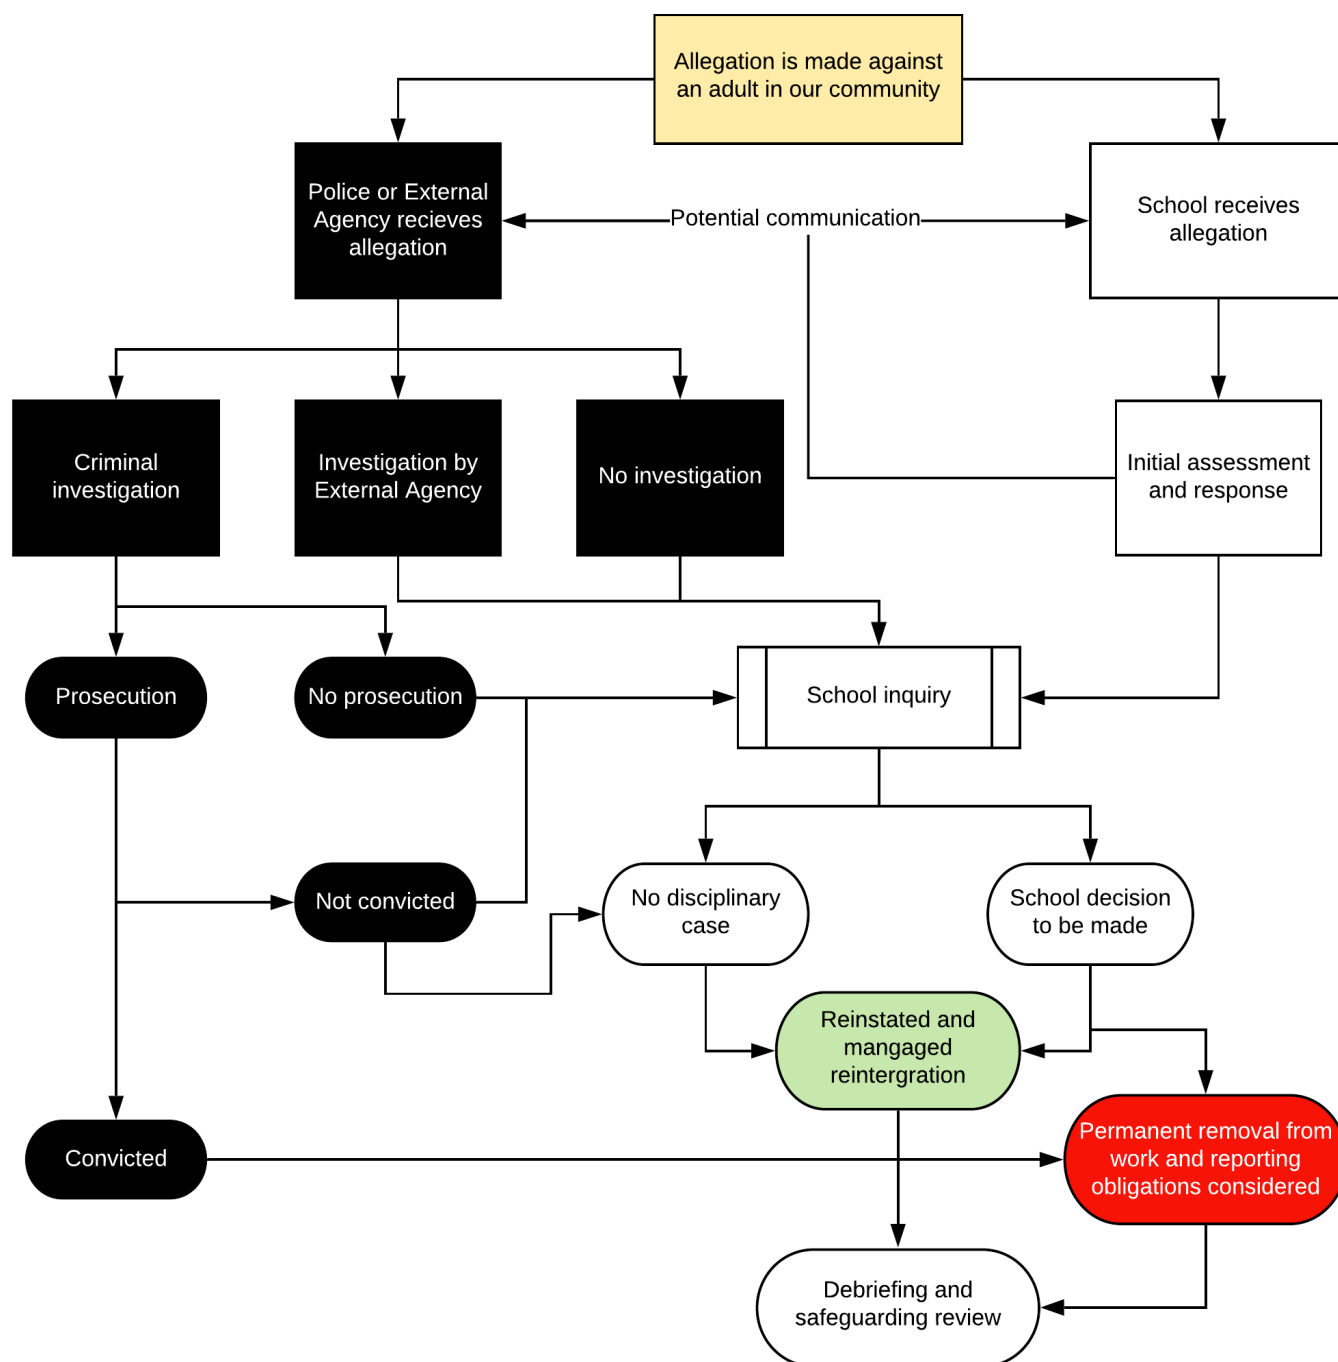 Allegation is made against
an adult in our community
Police or External
Agency recieves
allegation
Potential communication
School receives
allegation
Criminal
investigation
Investigation by
External Agency
No investigation
Initial assessment
and response
Prosecution
No prosecution
School inquiry
Not convicted
No disciplinary
case
School decision
to be made
Reinstated and
mangaged
reintergration
Convicted
Permanent removal from
work and reporting
obligations considered
Debriefing and
safeguarding review